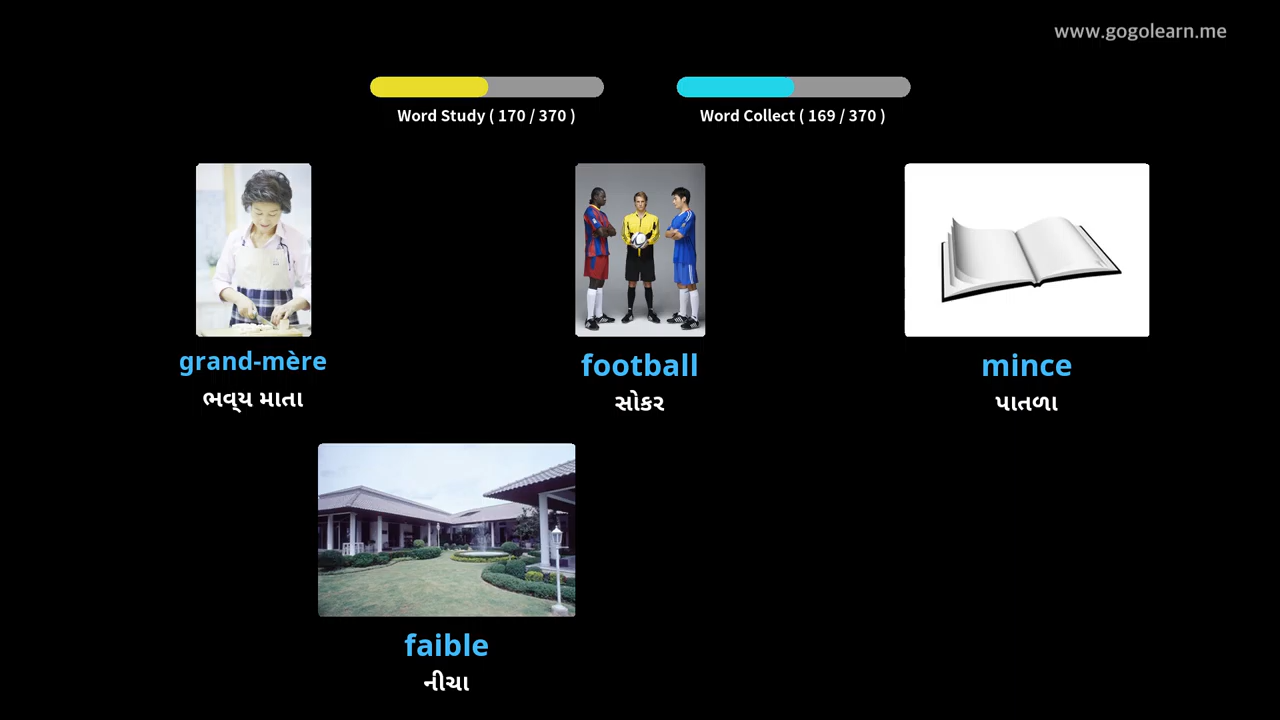 www.gogolearn.me
Word Study ( 170 / 370 )
Word Collect ( 169 / 370 )
grand-mère
ભવ્ય માતા
football
સોકર
mince
પાતળા
faible
નીચા